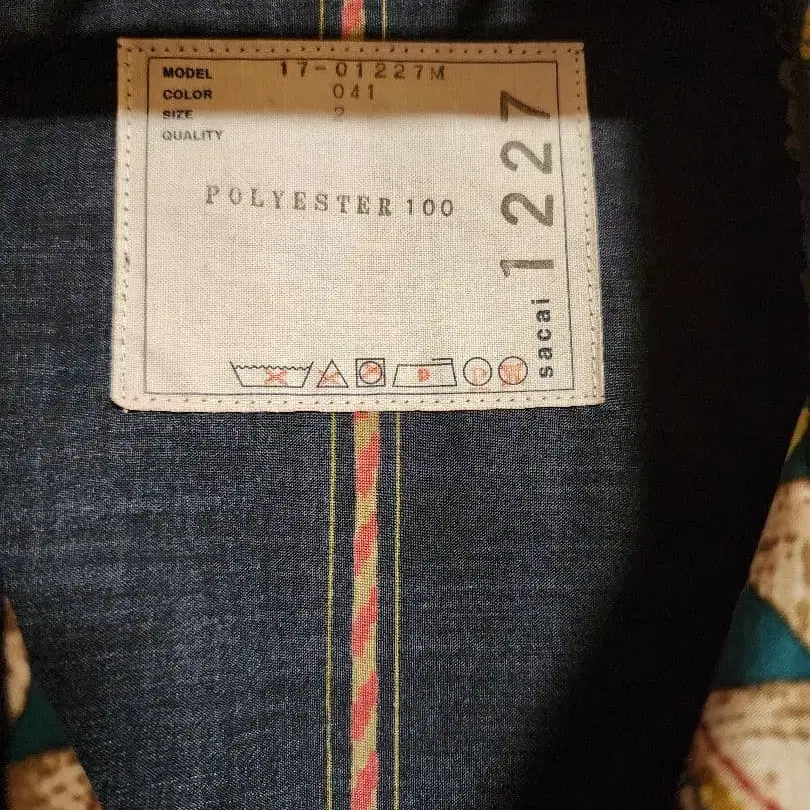 MODEL 17-01227M
COLOR 041
SIZE 2
QUALITY
POLYESTER 100
sacai 1227